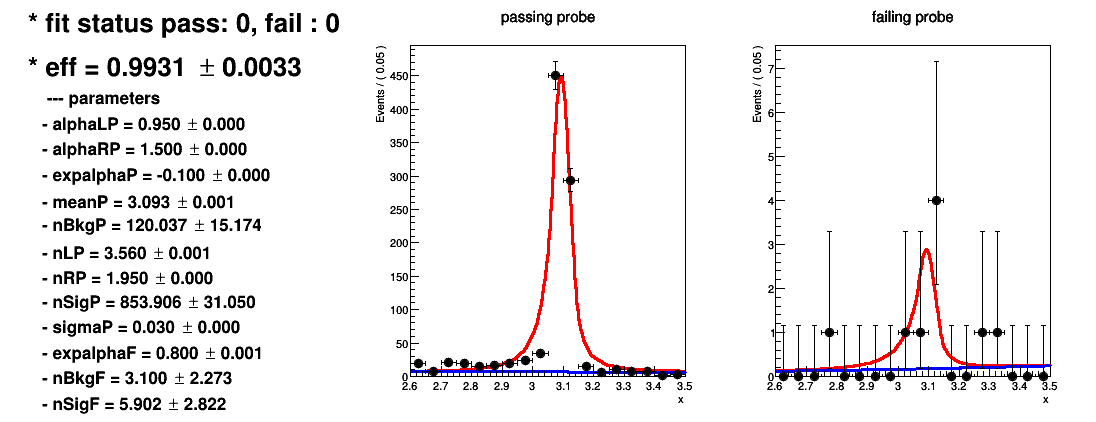 * fit status pass: 0, fail : 0
* eff = 0.9931 ± 0.0033
--- parameters
- alphaLP = 0.950 ± 0.000
- alphaRP = 1.500 ± 0.000
- expalphaP = -0.100 ± 0.000
- meanP = 3.093 ± 0.001
- nBkgP = 120.037 ± 15.174
- nLP = 3.560 ± 0.001
- nRP = 1.950 ± 0.000
- nSigP = 853.906 ± 31.050
- sigmaP = 0.030 ± 0.000
- expalphaF = 0.800 ± 0.001
- nBkgF = 3.100 ± 2.273
- nSigF = 5.902 ± 2.822
passing probe
Events / ( 0.05 )
450
400
350
300
250
200
150
100
50
0
2.6 2.7 2.8 2.9 3 3.1 3.2 3.3 3.4 3.5
x
failing probe
Events / ( 0.05 )
7
6
5
4
3
2
1
0
2.6 2.7 2.8 2.9 3 3.1 3.2 3.3 3.4 3.5
x